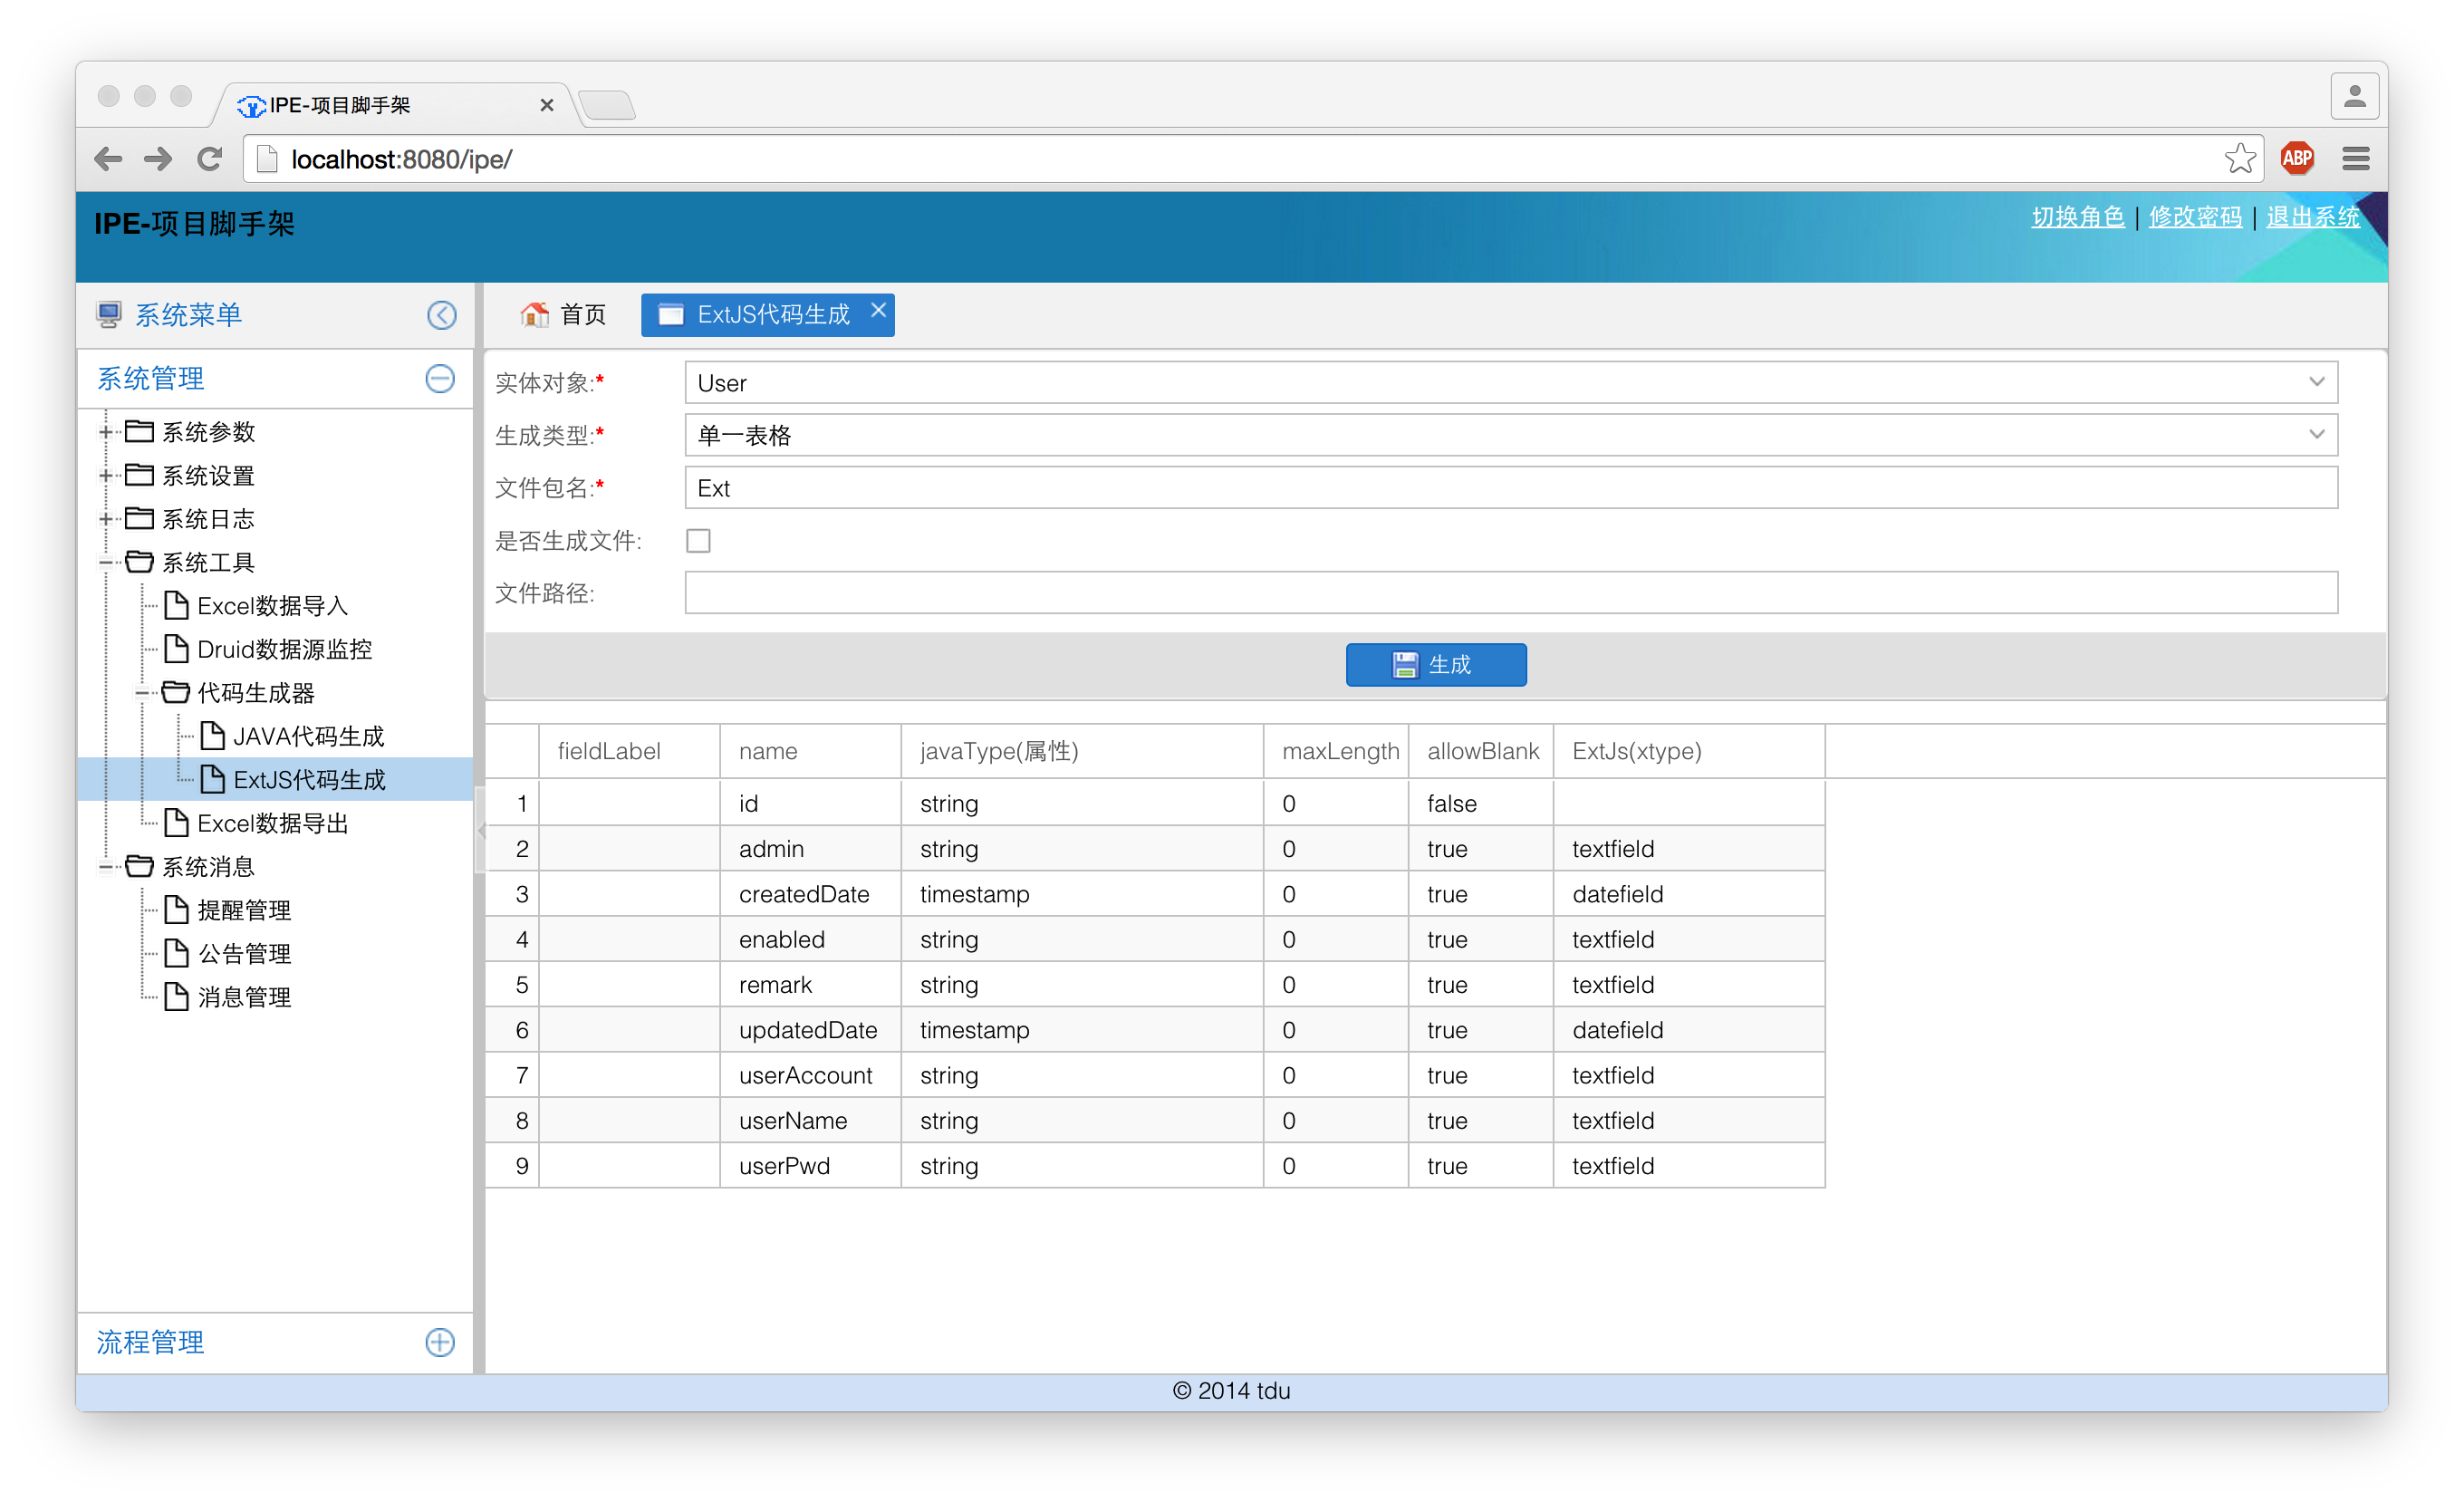 IPE-项目脚手架
localhost:8080/ipe/
ABP
IPE-项目脚手架
切换角色 | 修改密码 | 退出系统
系统菜单
首页
ExtJS代码生成
系统管理
系统参数
系统设置
系统日志
系统工具
Excel数据导入
Druid数据源监控
代码生成器
JAVA代码生成
ExtJS代码生成
Excel数据导出
系统消息
提醒管理
公告管理
消息管理
流程管理
实体对象:* User
生成类型:* 单一表格
文件包名:* Ext
是否生成文件:
文件路径:
生成
fieldLabel name javaType(属性) maxLength allowBlank ExtJs(xtype)
1 id string 0 false
2 admin string 0 true textfield
3 createdDate timestamp 0 true datefield
4 enabled string 0 true textfield
5 remark string 0 true textfield
6 updatedDate timestamp 0 true datefield
7 userAccount string 0 true textfield
8 userName string 0 true textfield
9 userPwd string 0 true textfield
© 2014 tdu